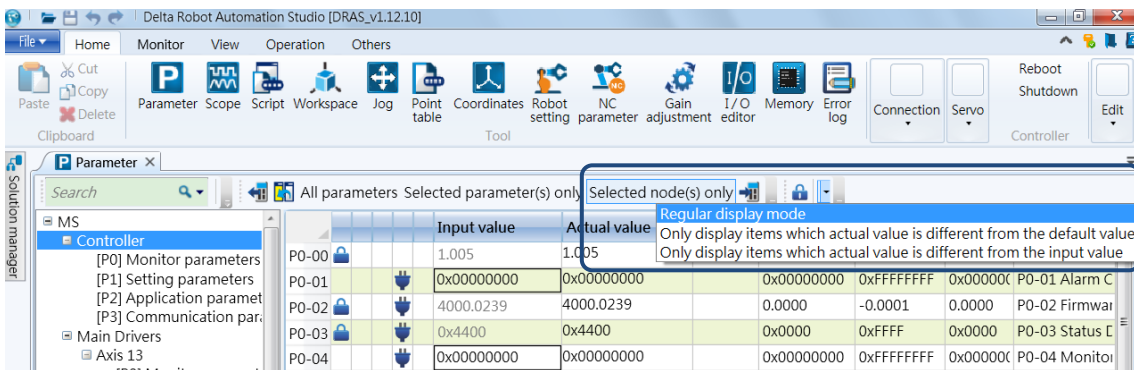 Delta Robot Automation Studio [DRAS_v1.12.10]
File Home Monitor View Operation Others
Paste Cut Copy Delete
Clipboard
Parameter Scope Script Workspace Jog Point table Coordinates Robot setting NC parameter Gain adjustment I/O editor Memory Error log
Tool
Connection Servo
Reboot
Shutdown
Controller
Edit
Solution manager
P Parameter ×
Search
All parameters Selected parameter(s) only Selected node(s) only
Regular display mode
Only display items which actual value is different from the default value
Only display items which actual value is different from the input value
MS
Controller
[P0] Monitor parameters
[P1] Setting parameters
[P2] Application paramet
[P3] Communication par
Main Drivers
Axis 13
Input value Actual value
P0-00 1.005 1.005
P0-01 0x00000000 0x00000000 0x00000000 0xFFFFFFFF 0x000000 P0-01 Alarm C
P0-02 4000.0239 4000.0239 0.0000 -0.0001 0.0000 P0-02 Firmwar
P0-03 0x4400 0x4400 0x0000 0xFFFF 0x0000 P0-03 Status D
P0-04 0x00000000 0x00000000 0x00000000 0xFFFFFFFF 0x000000 P0-04 Monitor